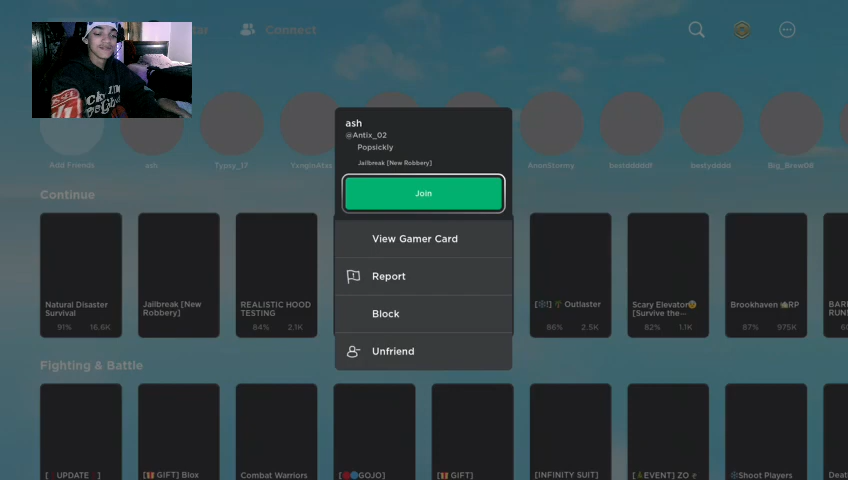 Connect
ash
@Antix_02
Popsickly
Jailbreak [New Robbery]
Join
View Gamer Card
Report
Block
Unfriend
Add Friends
ash
Typsy_17
YxnginAtxs
AnonStormy
bestdddddf
bestydddd
Big_Brew06
Continue
Natural Disaster
Survival
91% 16.6K
Jailbreak [New
Robbery]
REALISTIC HOOD
TESTING
84% 2.1K
Outlaster
86% 2.5K
Scary Elevator
[Survive the...
82% 1.1K
Brookhaven RP
87% 975K
Fighting & Battle
[ UPDATE ]
[ GIFT] Blox
Combat Warriors
[ GOJO]
[ GIFT]
[INFINITY SUIT]
[ EVENT] ZO
Shoot Players